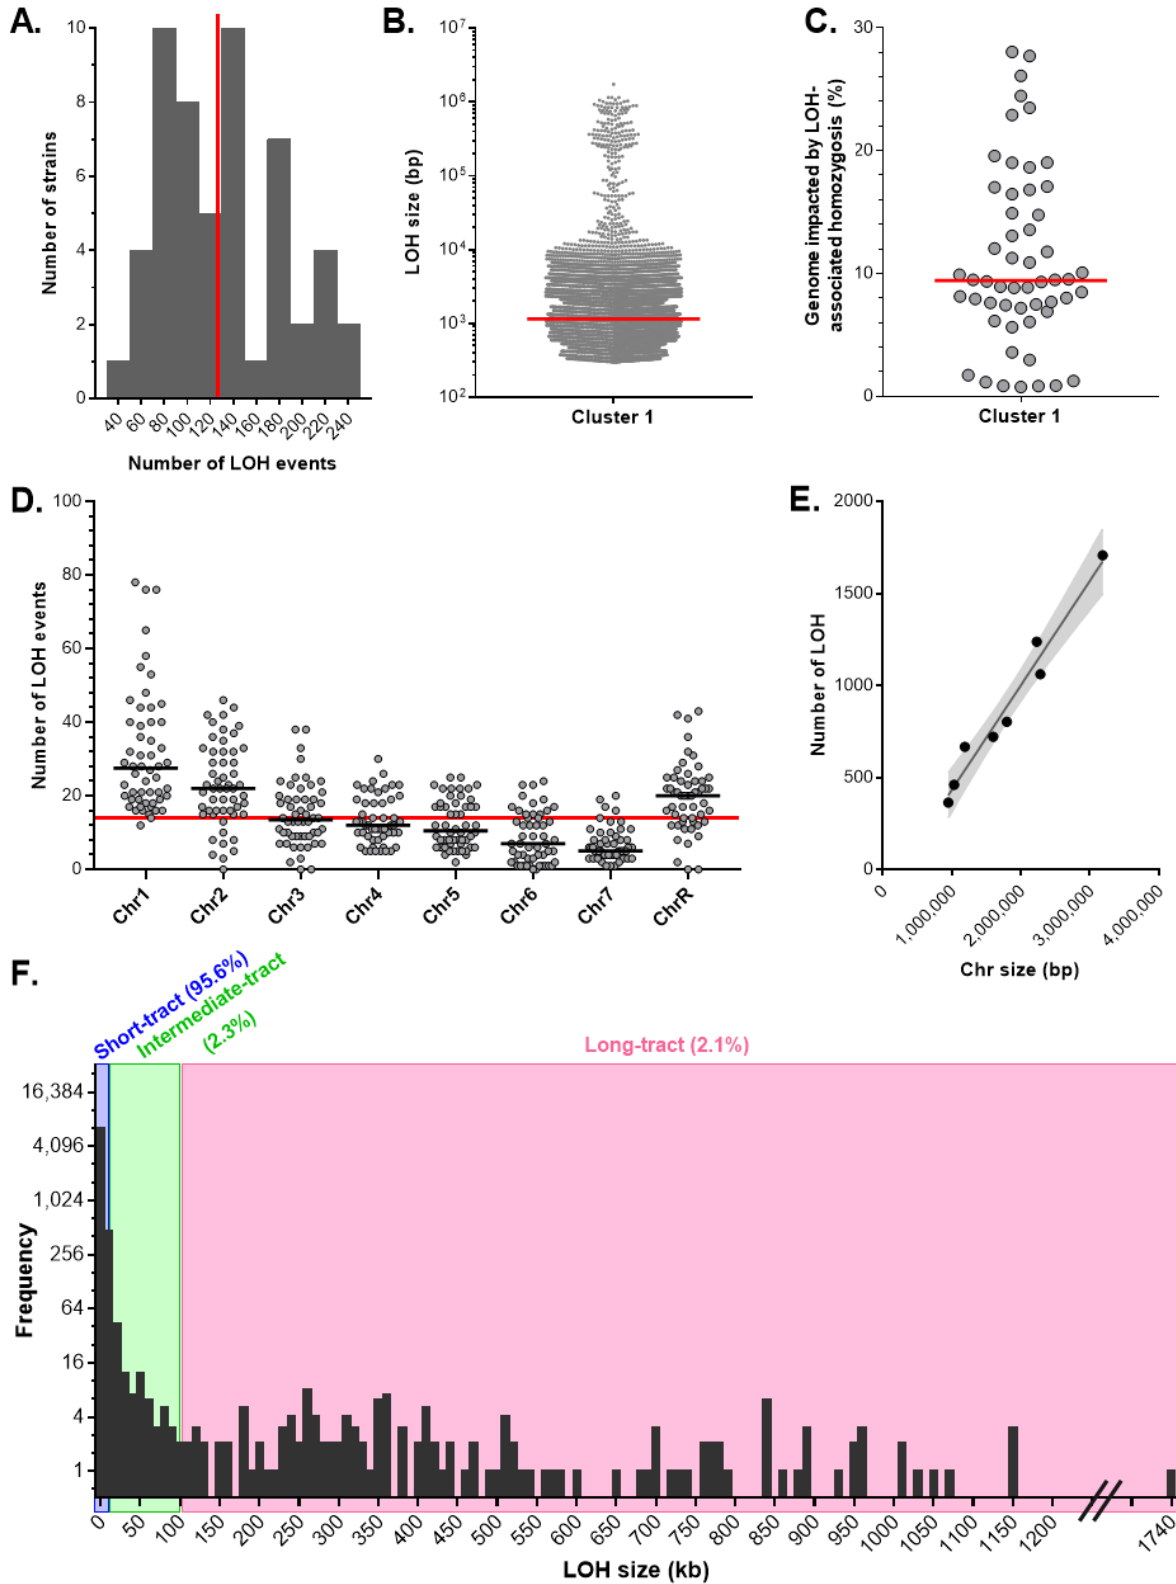 A.
Number of strains
10
8
6
4
2
0
40
60
80
100
120
140
160
180
200
220
240
Number of LOH events
B.
LOH size (bp)
10^7
10^6
10^5
10^4
10^3
10^2
Cluster 1
C.
Genome impacted by LOH-
associated homozygosis (%)
30
20
10
0
Cluster 1
D.
Number of LOH events
100
80
60
40
20
0
Chr1
Chr2
Chr3
Chr4
Chr5
Chr6
Chr7
ChrR
E.
Number of LOH
2000
1500
1000
500
0
0
1,000,000
2,000,000
3,000,000
4,000,000
Chr size (bp)
F.
Short-tract (95.6%)
Intermediate-tract
(2.3%)
Long-tract (2.1%)
Frequency
16,384
4,096
1,024
256
64
16
4
1
0
50
100
150
200
250
300
350
400
450
500
550
600
650
700
750
800
850
900
950
1000
1050
1100
1150
1200
1740
LOH size (kb)